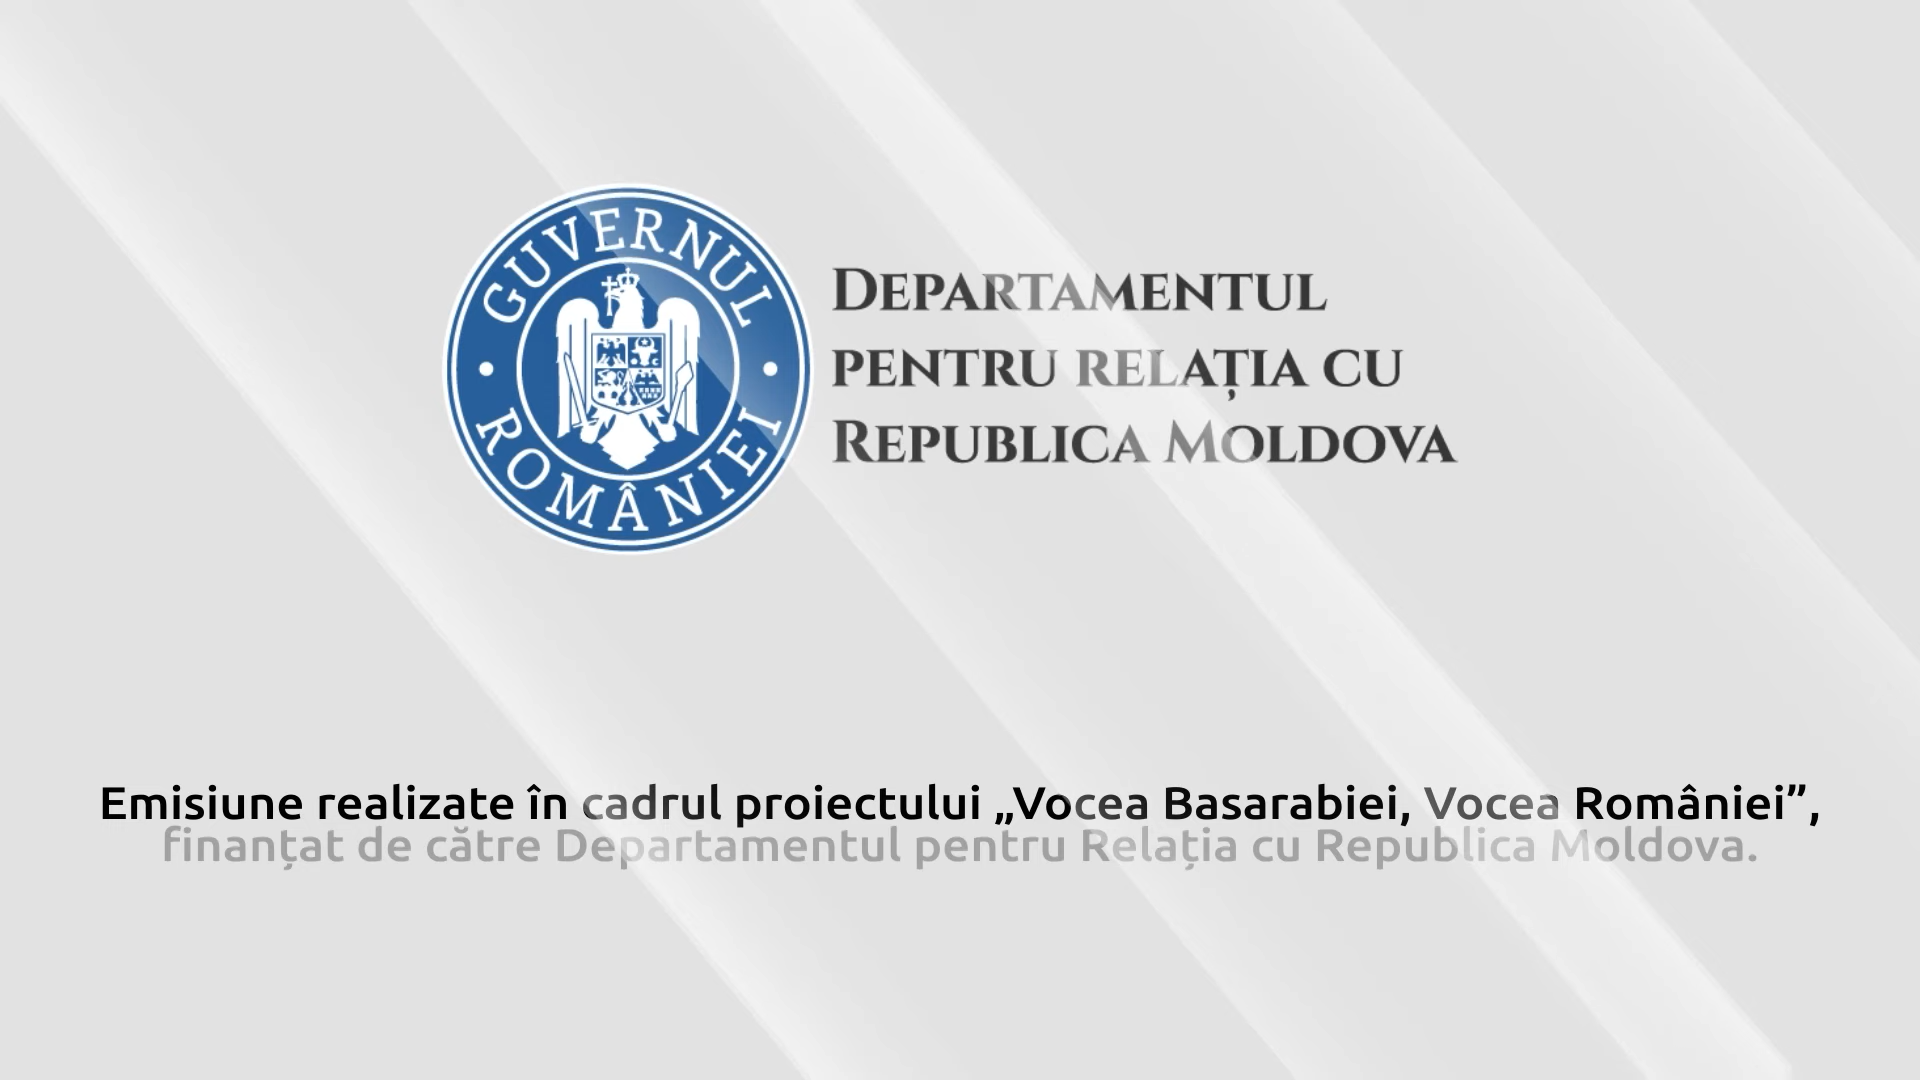 GUVERNUL ROMÂNIEI
DEPARTAMENTUL
PENTRU RELAȚIA CU
REPUBLICA MOLDOVA
Emisiune realizate în cadrul proiectului „Vocea Basarabiei, Vocea României”,
finanțat de către Departamentul pentru Relația cu Republica Moldova.